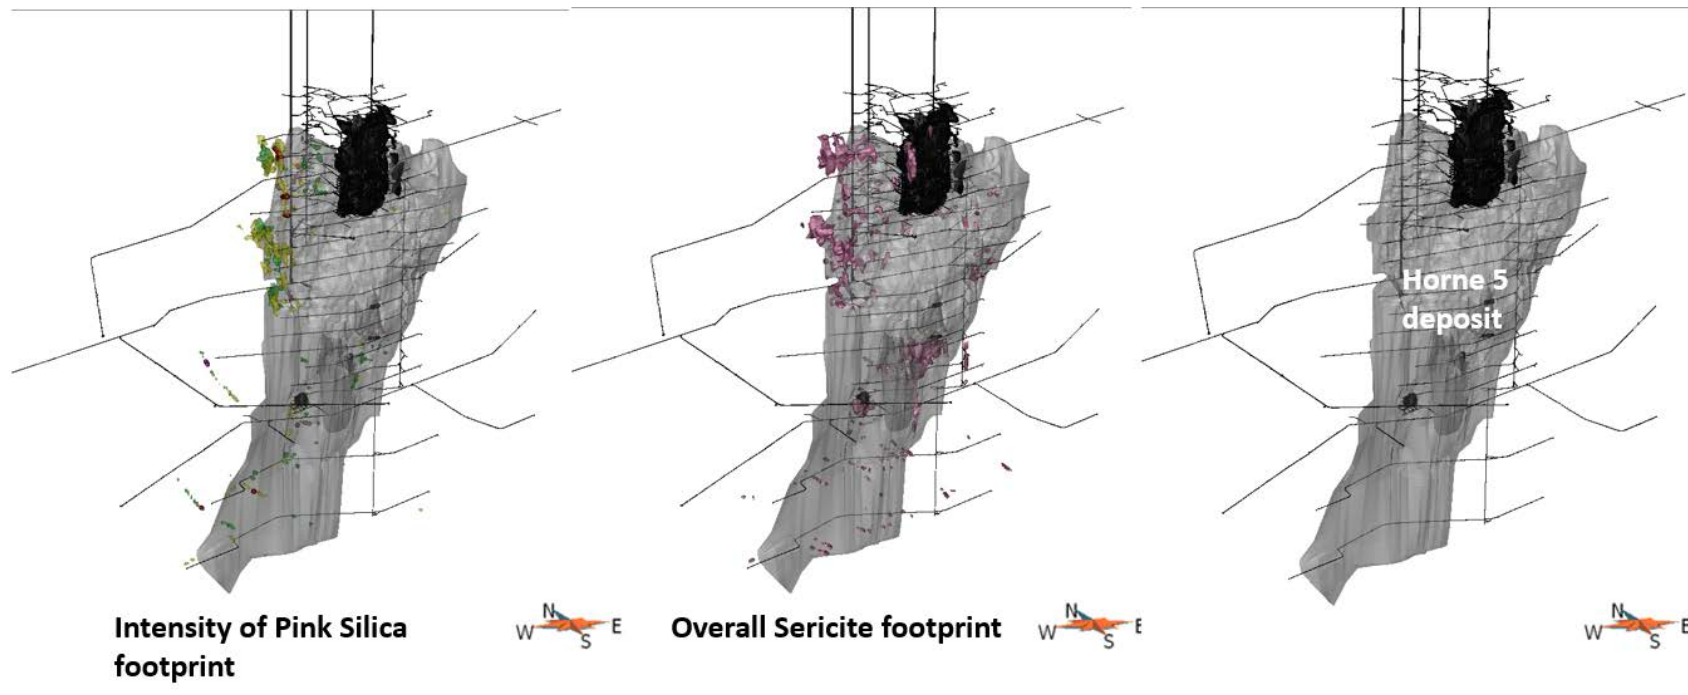 Horne 5
deposit
Intensity of Pink Silica
footprint
N
W
E
S
Overall Sericite footprint
N
W
E
S
N
W
E
S